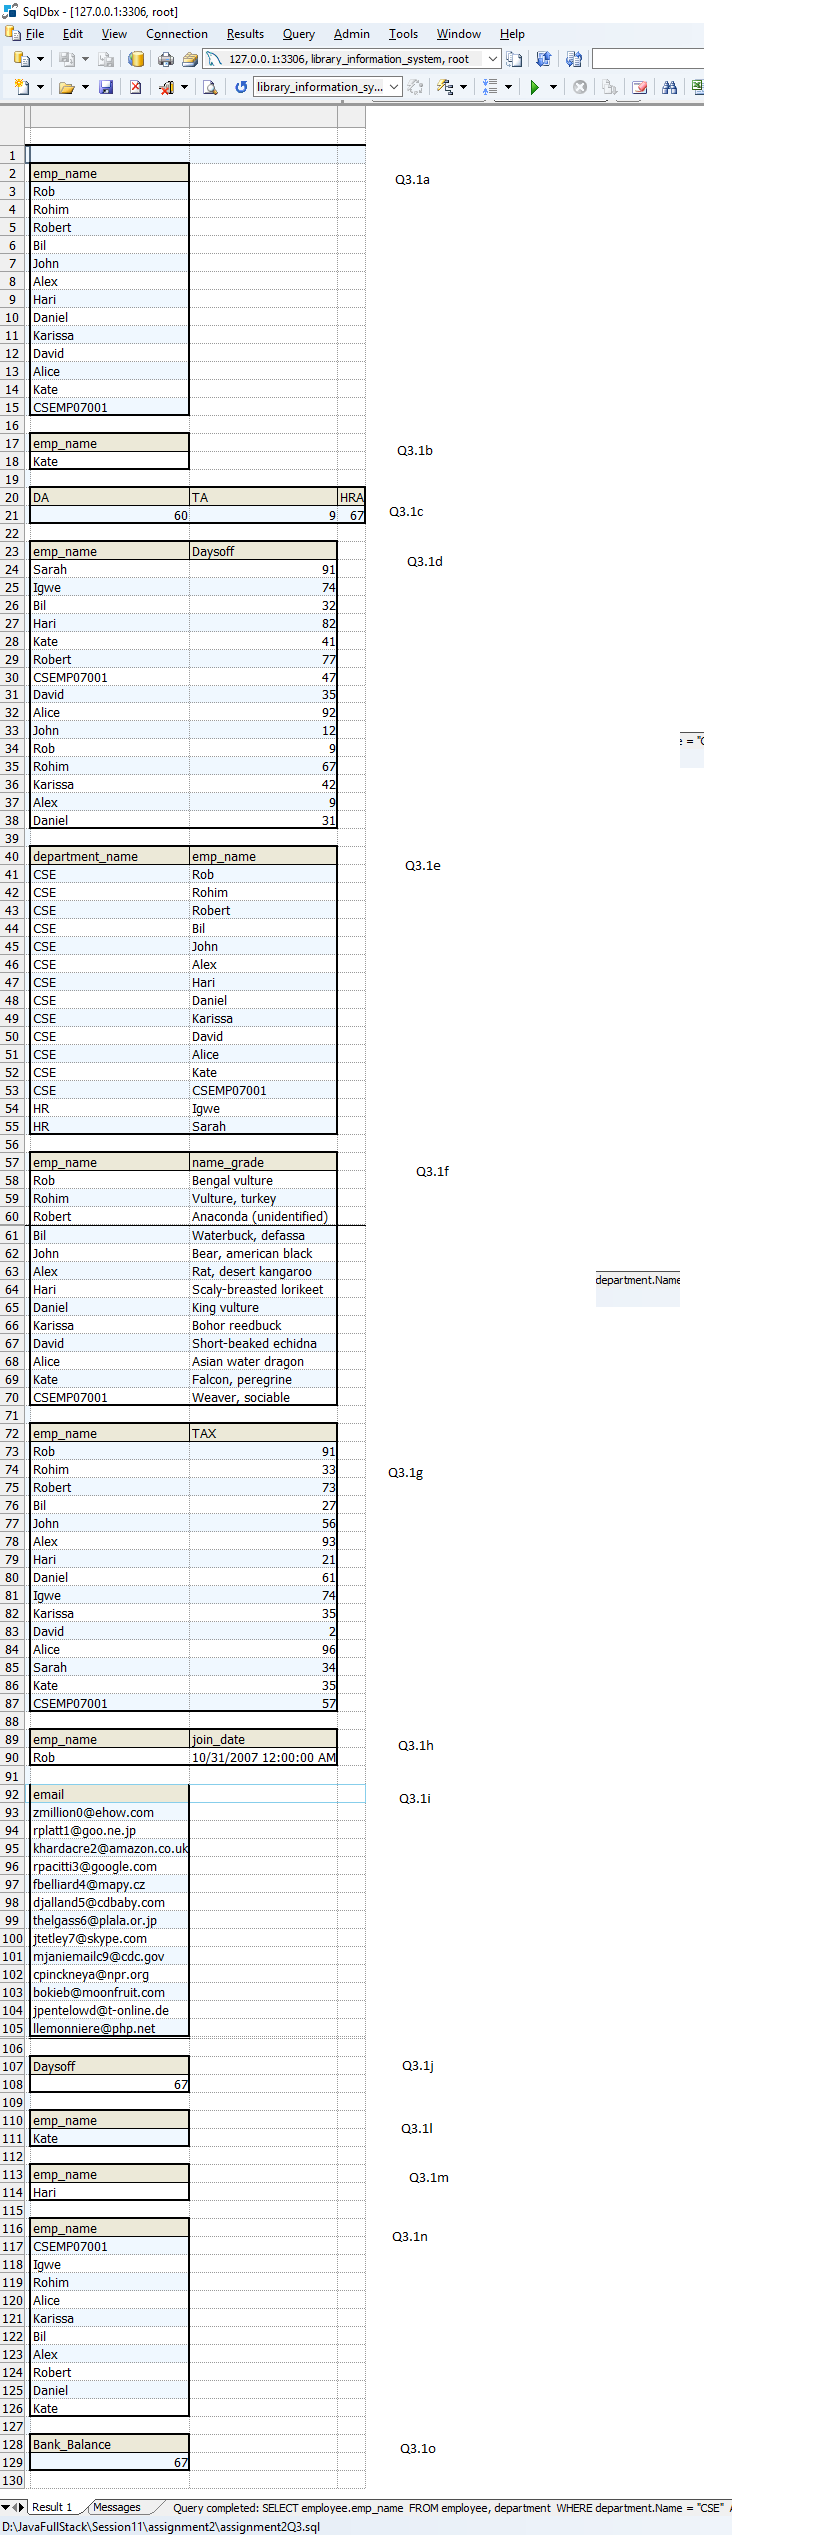 SqlDbx - [127.0.0.1:3306, root]
File Edit View Connection Results Query Admin Tools Window Help
127.0.0.1:3306, library_information_system, root
library_information_sy...
1
2 emp_name Q3.1a
3 Rob
4 Rohim
5 Robert
6 Bil
7 John
8 Alex
9 Hari
10 Daniel
11 Karissa
12 David
13 Alice
14 Kate
15 CSEMP07001
16
17 emp_name Q3.1b
18 Kate
19
20 DA TA HRA
21 60 9 67 Q3.1c
22
23 emp_name Daysoff Q3.1d
24 Sarah 91
25 Igwe 74
26 Bil 32
27 Hari 82
28 Kate 41
29 Robert 77
30 CSEMP07001 47
31 David 35
32 Alice 92
33 John 12
34 Rob 9
35 Rohim 67
36 Karissa 42
37 Alex 9
38 Daniel 31
39
40 department_name emp_name Q3.1e
41 CSE Rob
42 CSE Rohim
43 CSE Robert
44 CSE Bil
45 CSE John
46 CSE Alex
47 CSE Hari
48 CSE Daniel
49 CSE Karissa
50 CSE David
51 CSE Alice
52 CSE Kate
53 CSE CSEMP07001
54 HR Igwe
55 HR Sarah
56
57 emp_name name_grade Q3.1f
58 Rob Bengal vulture
59 Rohim Vulture, turkey
60 Robert Anaconda (unidentified)
61 Bil Waterbuck, defassa
62 John Bear, american black
63 Alex Rat, desert kangaroo
64 Hari Scaly-breasted lorikeet department.Name
65 Daniel King vulture
66 Karissa Bohor reedbuck
67 David Short-beaked echidna
68 Alice Asian water dragon
69 Kate Falcon, peregrine
70 CSEMP07001 Weaver, sociable
71
72 emp_name TAX
73 Rob 91
74 Rohim 33 Q3.1g
75 Robert 73
76 Bil 27
77 John 56
78 Alex 93
79 Hari 21
80 Daniel 61
81 Igwe 74
82 Karissa 35
83 David 2
84 Alice 96
85 Sarah 34
86 Kate 35
87 CSEMP07001 57
88
89 emp_name join_date Q3.1h
90 Rob 10/31/2007 12:00:00 AM
91
92 email Q3.1i
93 zmillion0@ehow.com
94 rplatt1@goo.ne.jp
95 khardacre2@amazon.co.uk
96 rpacitti3@google.com
97 fbelliard4@mapy.cz
98 djalland5@cdbaby.com
99 thelgass6@plala.or.jp
100 jtetley7@skype.com
101 mjaniemailc9@cdc.gov
102 cpinckneya@npr.org
103 bokieb@moonfruit.com
104 jpentelowd@t-online.de
105 llemonniere@php.net
106
107 Daysoff Q3.1j
108 67
109
110 emp_name Q3.1l
111 Kate
112
113 emp_name Q3.1m
114 Hari
115
116 emp_name Q3.1n
117 CSEMP07001
118 Igwe
119 Rohim
120 Alice
121 Karissa
122 Bil
123 Alex
124 Robert
125 Daniel
126 Kate
127
128 Bank_Balance Q3.1o
129 67
130
Result 1 Messages Query completed: SELECT employee.emp_name FROM employee, department WHERE department.Name = "CSE"
D:\JavaFullStack\Session11\assignment2\assignment2Q3.sql